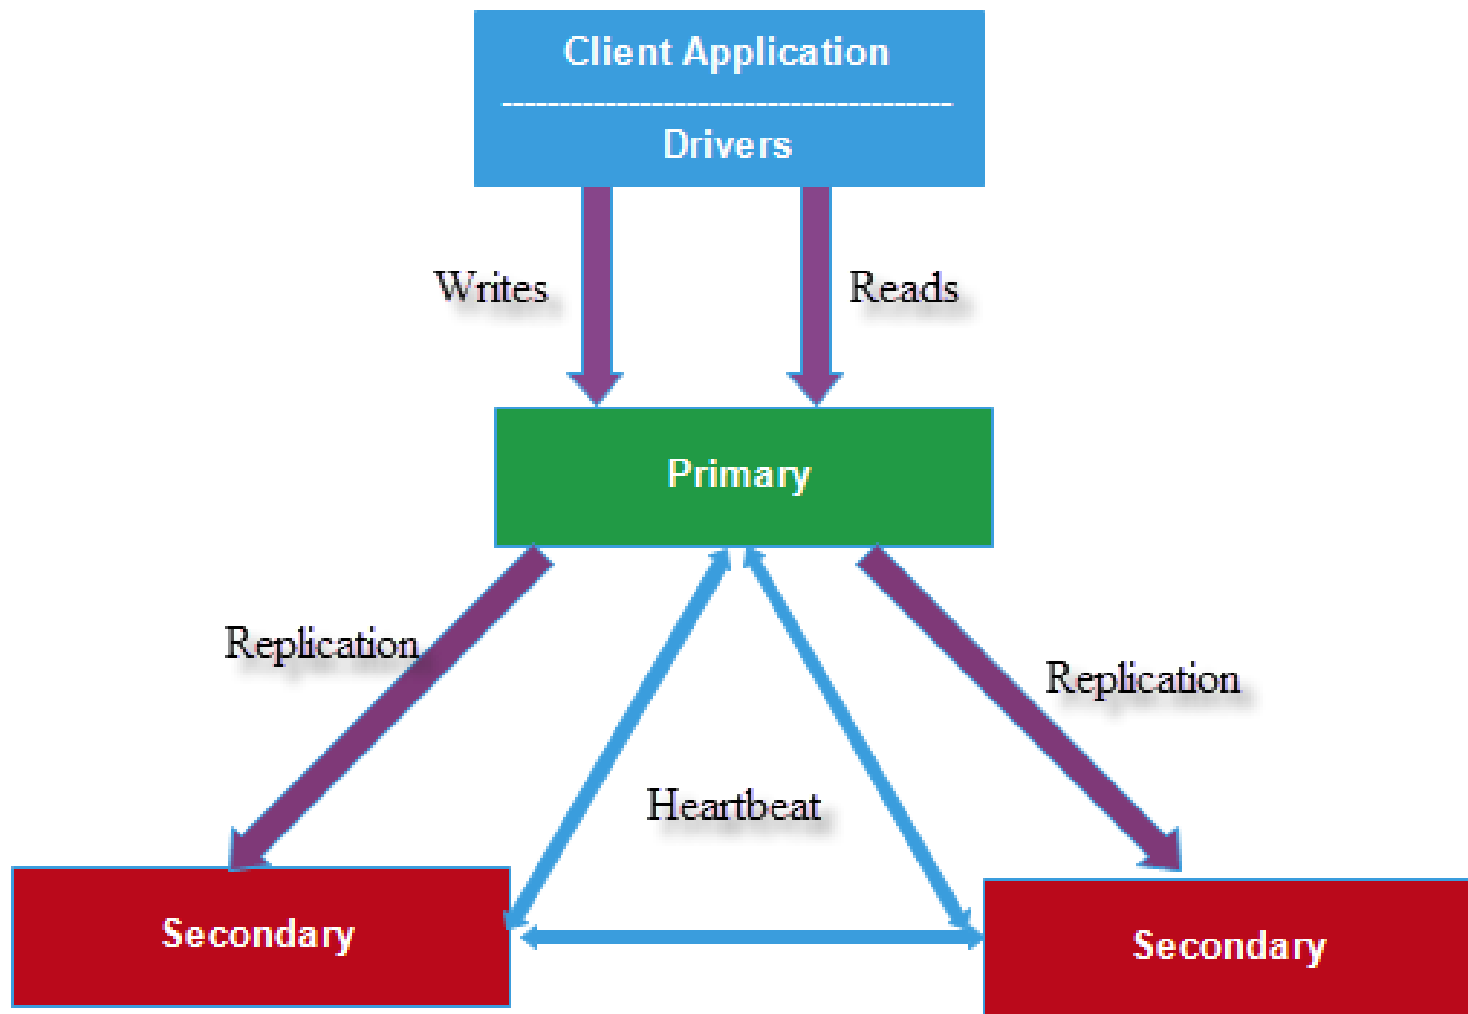 Client Application
Drivers
Writes
Reads
Primary
Replication
Replication
Heartbeat
Secondary
Secondary